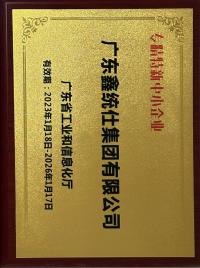 专精特新中小企业
广东鑫统仕集团有限公司
广东省工业和信息化厅
有效期：2023年1月18日-2026年1月17日